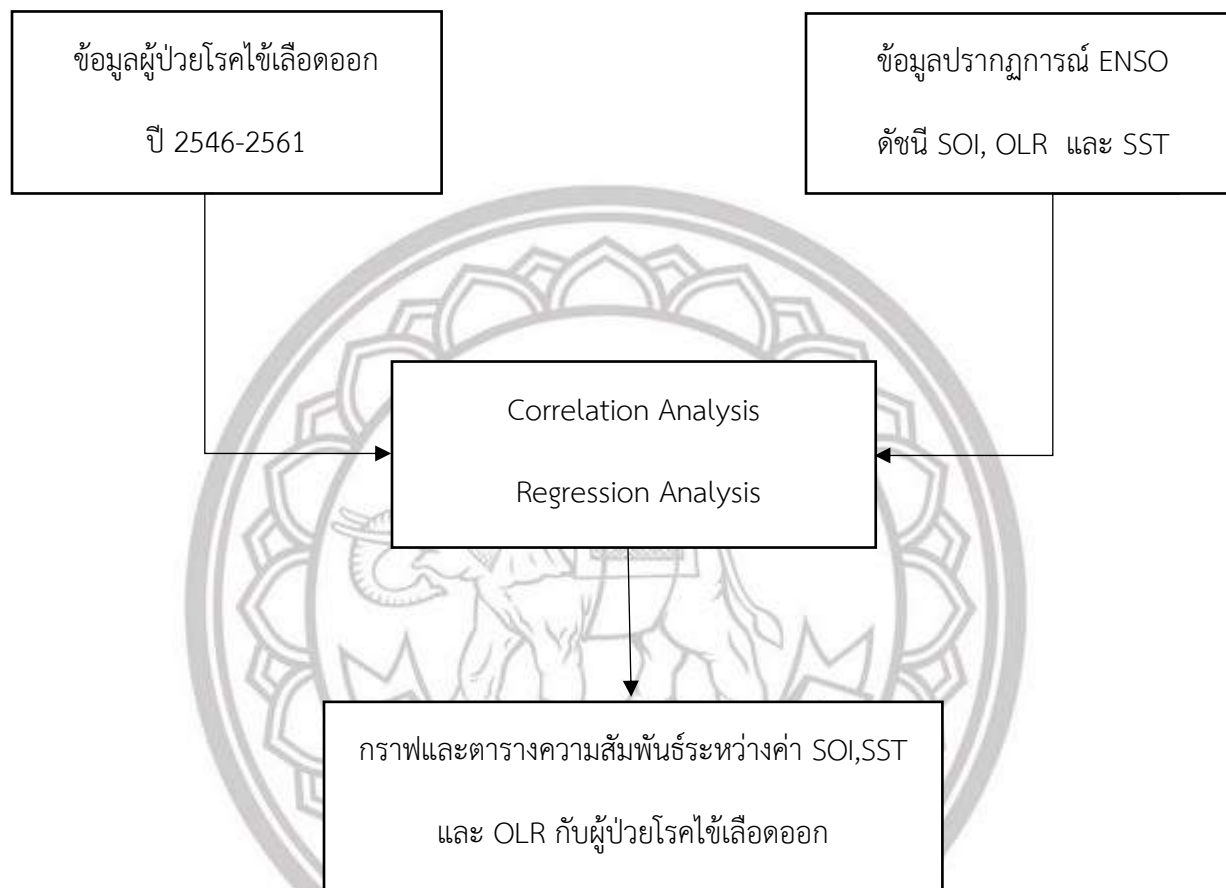 ข้อมูลผู้ป่วยโรคไข้เลือดออก
ปี 2546-2561
ข้อมูลปรากฏการณ์ ENSO
ดัชนี SOI, OLR และ SST
Correlation Analysis
Regression Analysis
กราฟและตารางความสัมพันธ์ระหว่างค่า SOI,SST
และ OLR กับผู้ป่วยโรคไข้เลือดออก